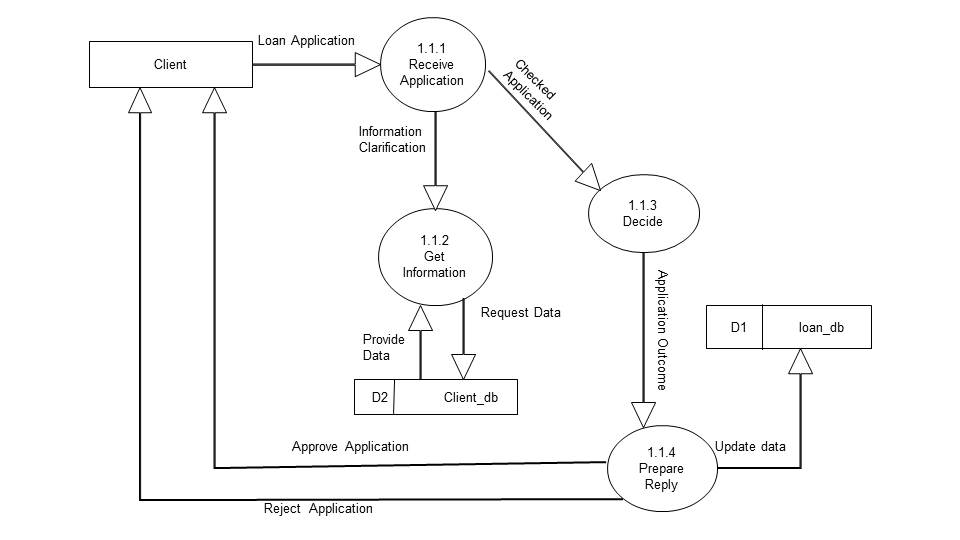 Loan Application
Client
1.1.1
Receive
Application
Checked
Application
Information
Clarification
1.1.3
Decide
1.1.2
Get
Information
Request Data
Application Outcome
Provide
Data
D1
loan_db
D2
Client_db
Approve Application
1.1.4
Prepare
Reply
Update data
Reject Application